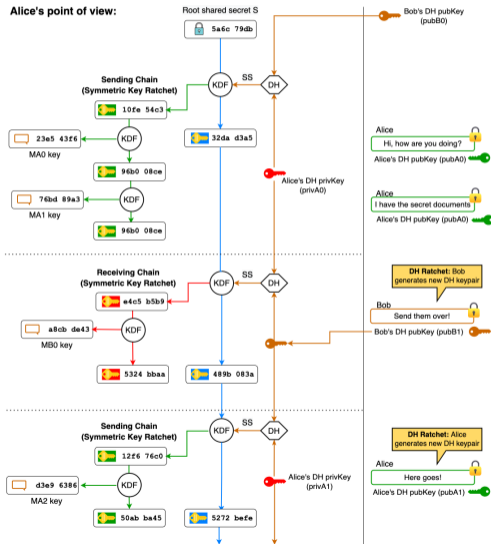 Alice's point of view:
Root shared secret S
5a6c 79db
Bob's DH pubKey
(pubB0)
Sending Chain
(Symmetric Key Ratchet)
KDF
SS
DH
10fe 54c3
23e5 43f6
MA0 key
KDF
32da d3a5
96b0 08ce
76bd 89a3
MA1 key
KDF
96b0 08ce
Alice's DH privKey
(privA0)
Alice
Hi, how are you doing?
Alice's DH pubKey (pubA0)
Alice
I have the secret documents
Alice's DH pubKey (pubA0)
Receiving Chain
(Symmetric Key Ratchet)
KDF
SS
DH
e4c5 b5b9
a8cb de43
MB0 key
KDF
5324 bbaa
489b 083a
DH Ratchet: Bob
generates new DH keypair
Bob
Send them over!
Bob's DH pubKey (pubB1)
Sending Chain
(Symmetric Key Ratchet)
KDF
SS
DH
12f6 76c0
d3e9 6386
MA2 key
KDF
50ab ba45
5272 befe
Alice's DH privKey
(privA1)
DH Ratchet: Alice
generates new DH keypair
Alice
Here goes!
Alice's DH pubKey (pubA1)